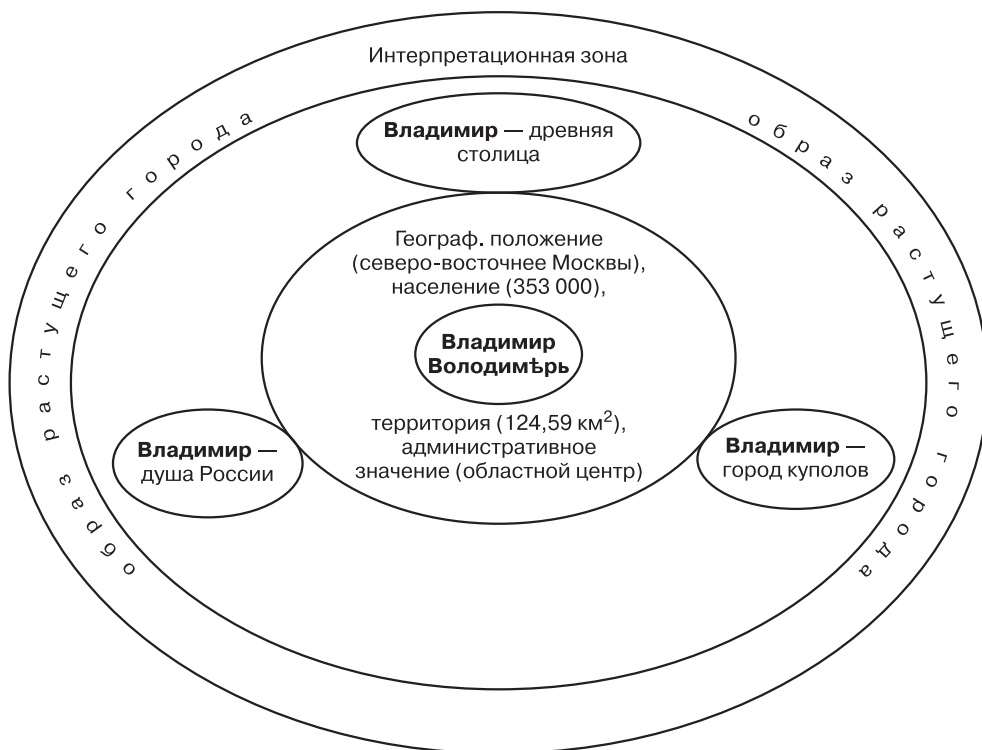 Интерпретационная зона
образ растущего города
образ растущего города
Владимир — древняя
столица
Географ. положение
(северо-восточнее Москвы),
население (353 000),
Владимир
Володимѣрь
территория (124,59 км²),
административное
значение (областной центр)
Владимир —
душа России
Владимир —
город куполов